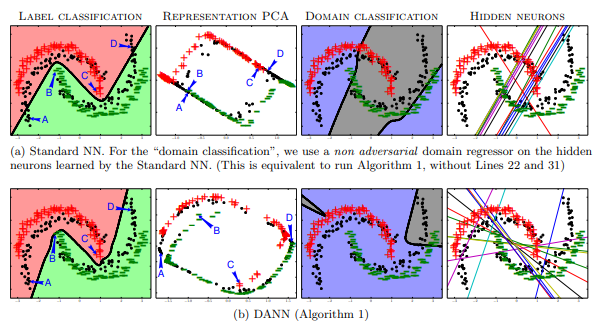 LABEL CLASSIFICATION REPRESENTATION PCA DOMAIN CLASSIFICATION HIDDEN NEURONS
D D
B
C C
B
A A
(a) Standard NN. For the “domain classification”, we use a non adversarial domain regressor on the hidden
neurons learned by the Standard NN. (This is equivalent to run Algorithm 1, without Lines 22 and 31)
D D
B
C
B A C
A
(b) DANN (Algorithm 1)